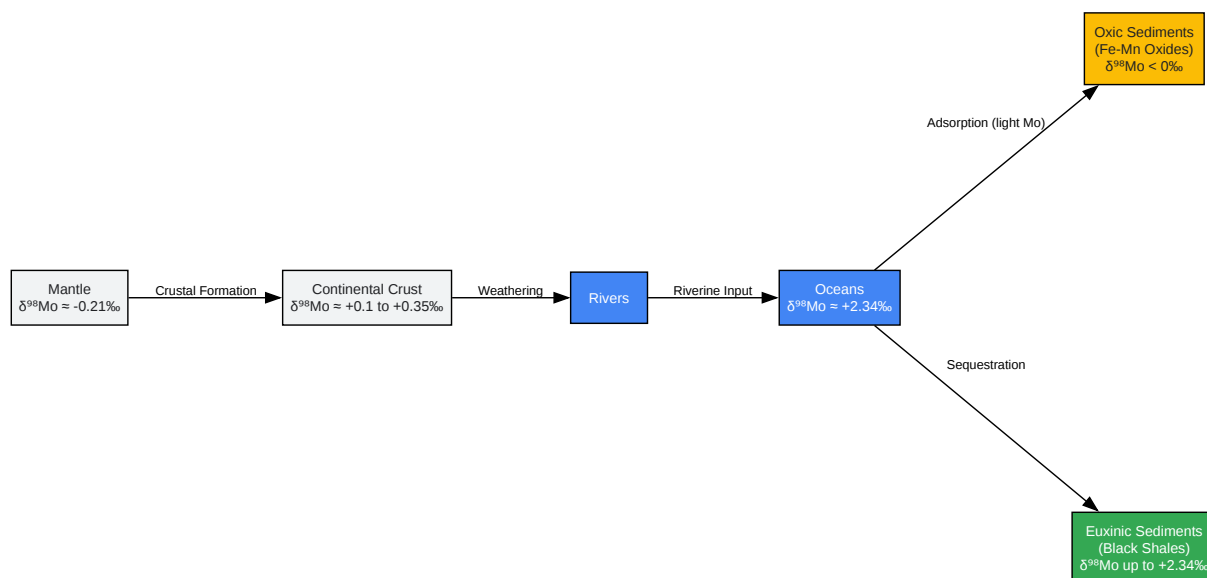 Oxic Sediments
(Fe-Mn Oxides)
δ⁹⁸Mo < 0‰
Adsorption (light Mo)
Mantle
δ⁹⁸Mo ≈ -0.21‰
Crustal Formation
Continental Crust
δ⁹⁸Mo ≈ +0.1 to +0.35‰
Weathering
Rivers
Riverine Input
Oceans
δ⁹⁸Mo ≈ +2.34‰
Sequestration
Euxinic Sediments
(Black Shales)
δ⁹⁸Mo up to +2.34‰